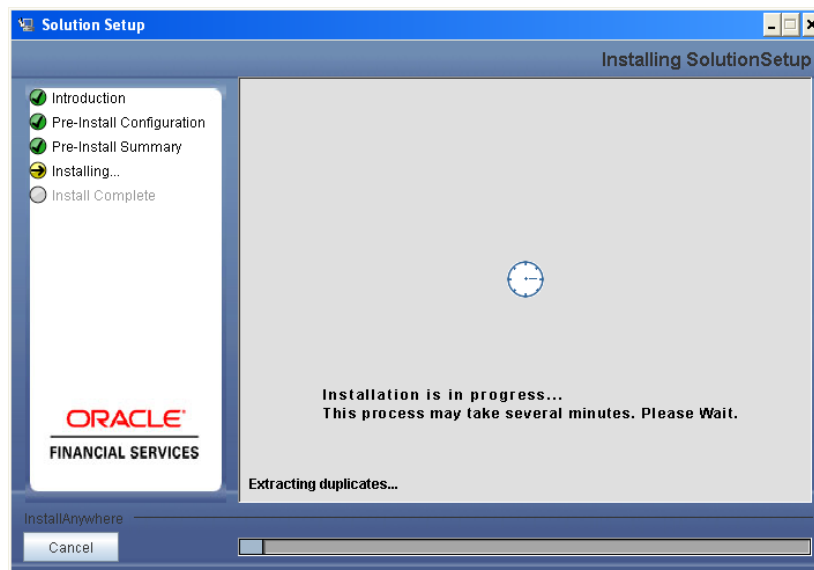 Solution Setup
Installing SolutionSetup
Introduction
Pre-Install Configuration
Pre-Install Summary
Installing...
Install Complete
Installation is in progress...
This process may take several minutes. Please Wait.
ORACLE
FINANCIAL SERVICES
Extracting duplicates...
InstallAnywhere
Cancel